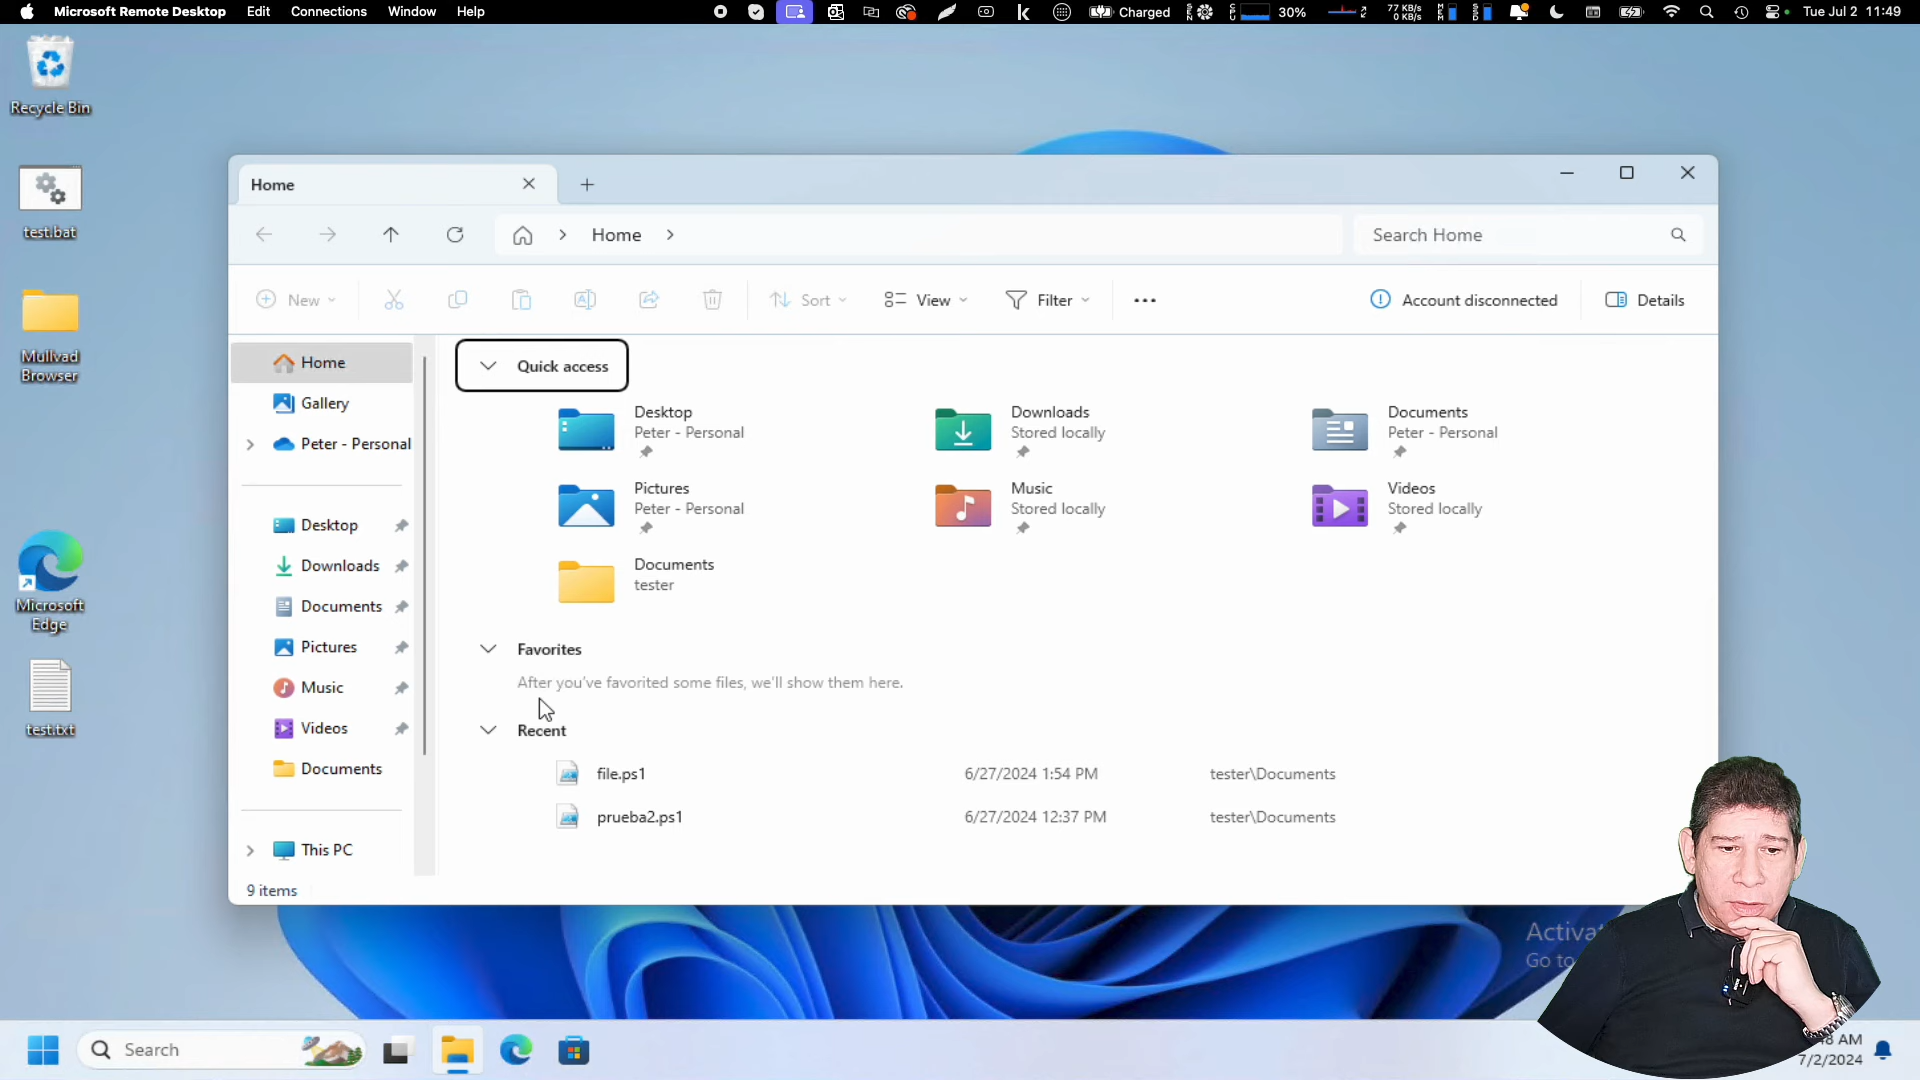 Microsoft Remote Desktop Edit Connections Window Help
Charged 30% 77 KB/s 0 KB/s Tue Jul 2 11:49
Recycle Bin
test.bat
Mullvad
Browser
Microsoft
Edge
test.txt
Home
Home
Search Home
New
Sort
View
Filter
Account disconnected
Details
Home
Gallery
Peter - Personal
Desktop
Downloads
Documents
Pictures
Music
Videos
Documents
This PC
Quick access
Desktop
Peter - Personal
Downloads
Stored locally
Documents
Peter - Personal
Pictures
Peter - Personal
Music
Stored locally
Videos
Stored locally
Documents
tester
Favorites
After you've favorited some files, we'll show them here.
Recent
file.ps1 6/27/2024 1:54 PM tester\Documents
prueba2.ps1 6/27/2024 12:37 PM tester\Documents
9 items
Go to
Search
AM
7/2/2024